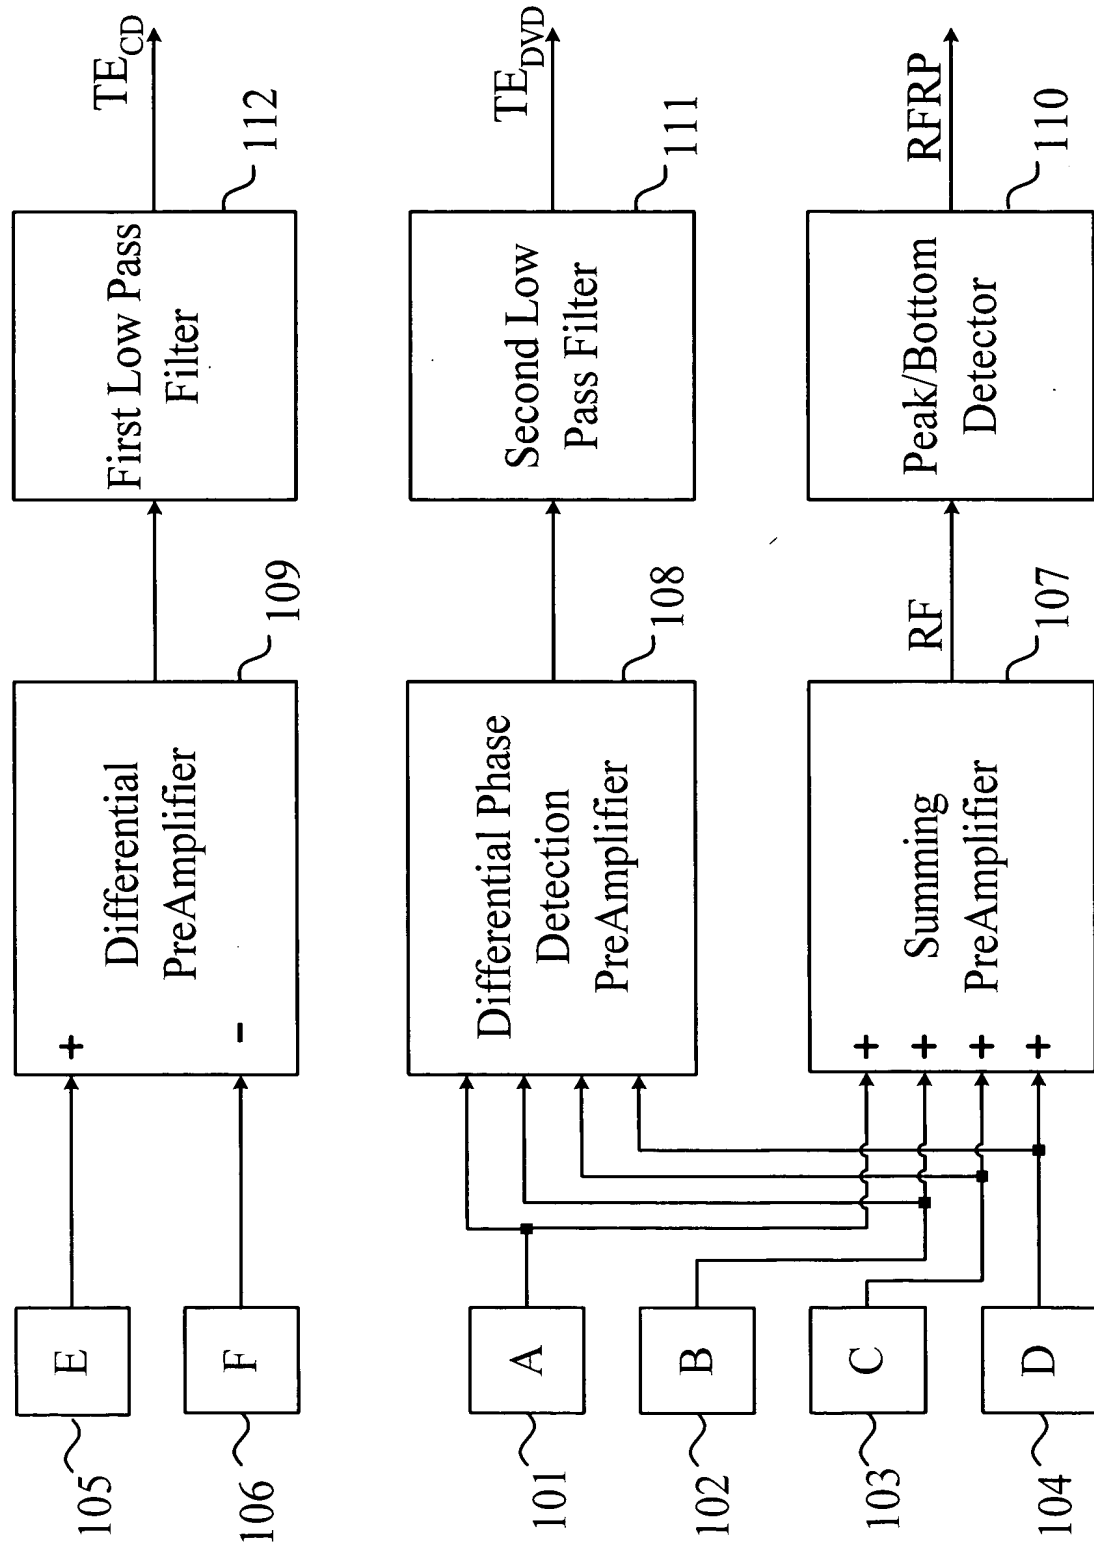 105
E
+
Differential
PreAmplifier
-
109
First Low Pass
Filter
112
TE_CD
106
F
101
A
Differential Phase
Detection
PreAmplifier
108
Second Low
Pass Filter
111
TE_DVD
102
B
103
C
104
D
+
+
+
+
Summing
PreAmplifier
107
RF
Peak/Bottom
Detector
110
RFRP